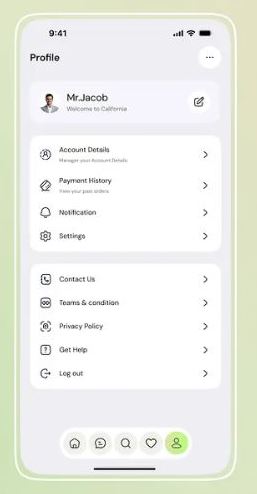 9:41
Profile
Mr.Jacob
Welcome to California
Account Details
Manager your Account Details
Payment History
View your past orders
Notification
Settings
Contact Us
Teams & condition
Privacy Policy
Get Help
Log out